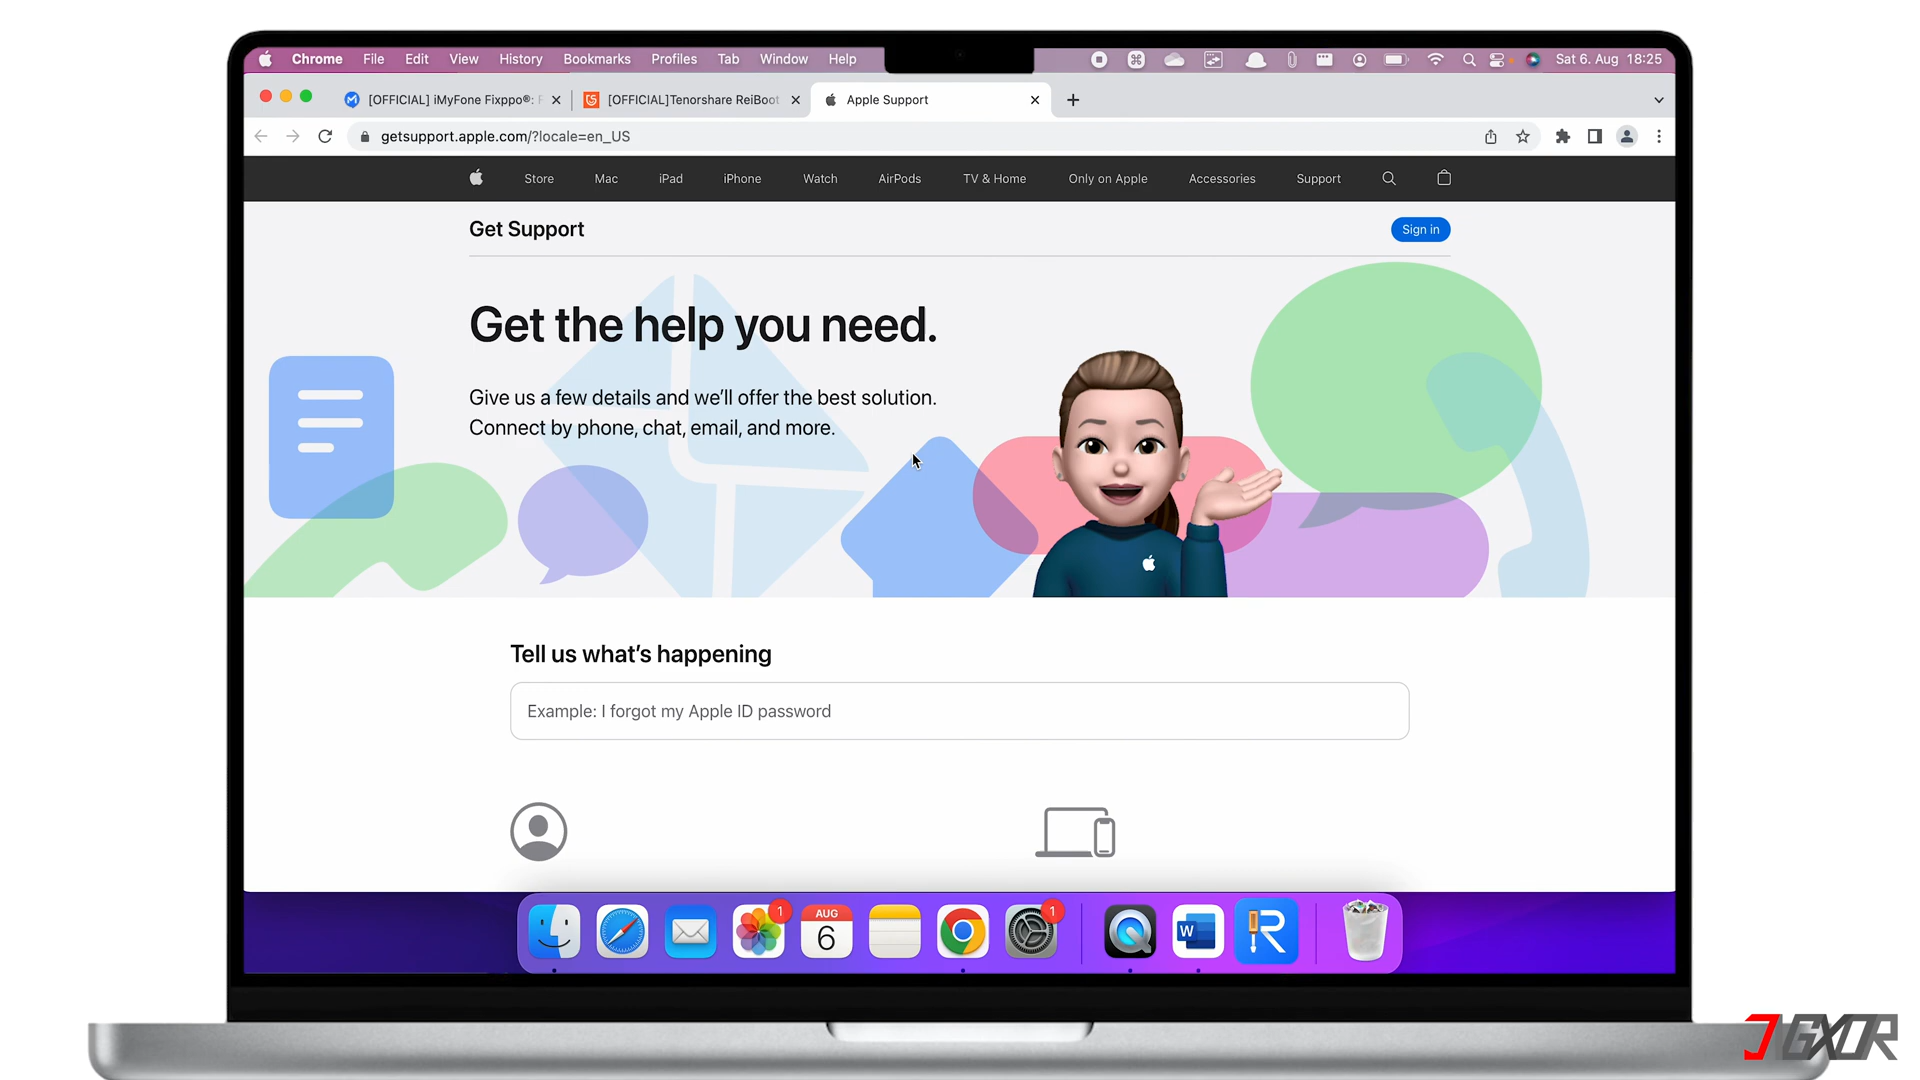 Chrome File Edit View History Bookmarks Profiles Tab Window Help Sat 6. Aug 18:25
[OFFICIAL] iMyFone Fixppo®: F [OFFICIAL]Tenorshare ReiBoot Apple Support
getsupport.apple.com/?locale=en_US
Store Mac iPad iPhone Watch AirPods TV & Home Only on Apple Accessories Support
Get Support Sign in
Get the help you need.
Give us a few details and we'll offer the best solution.
Connect by phone, chat, email, and more.
Tell us what's happening
Example: I forgot my Apple ID password
1 AUG 1
6 W R
JGXOR